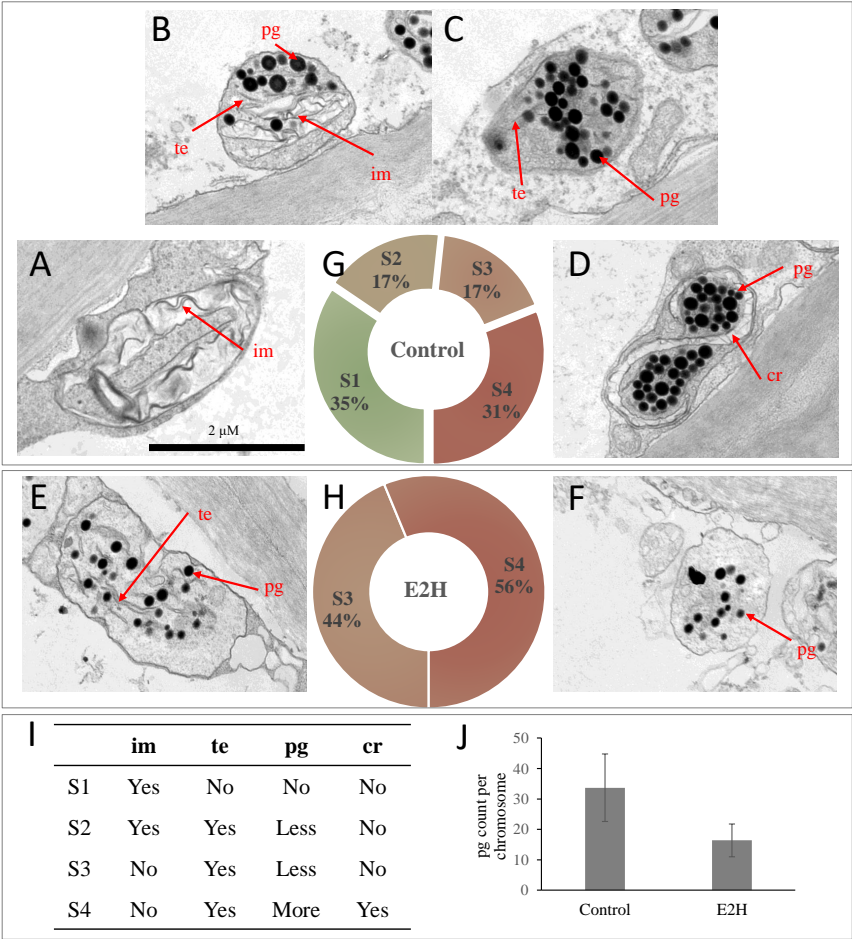 B
pg
te
im
C
te
pg
A
im
2 μM
G
S2
17%
S3
17%
Control
S1
35%
S4
31%
D
pg
cr
E
te
pg
H
S4
56%
E2H
S3
44%
F
pg
I
im te pg cr
S1 Yes No No No
S2 Yes Yes Less No
S3 No Yes Less No
S4 No Yes More Yes
J
pg count per
chromosome
50
40
30
20
10
0
Control E2H